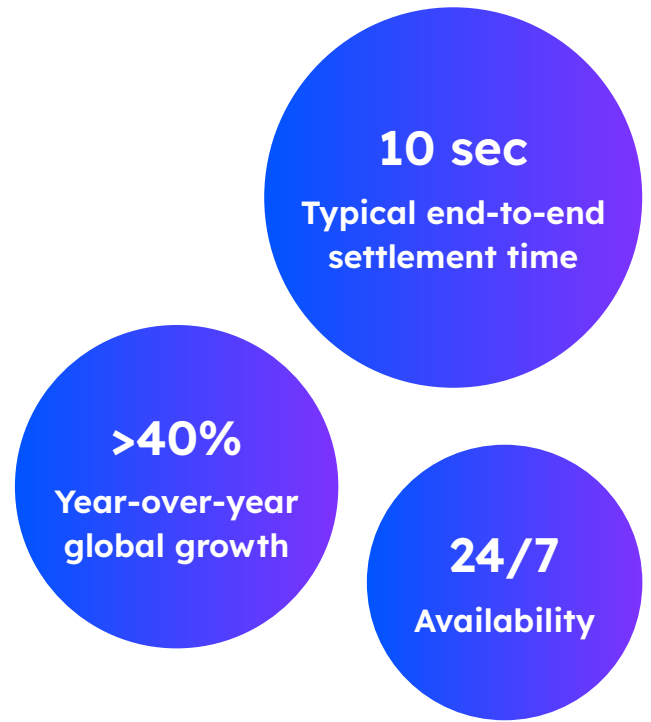 10 sec
Typical end-to-end
settlement time
>40%
Year-over-year
global growth
24/7
Availability